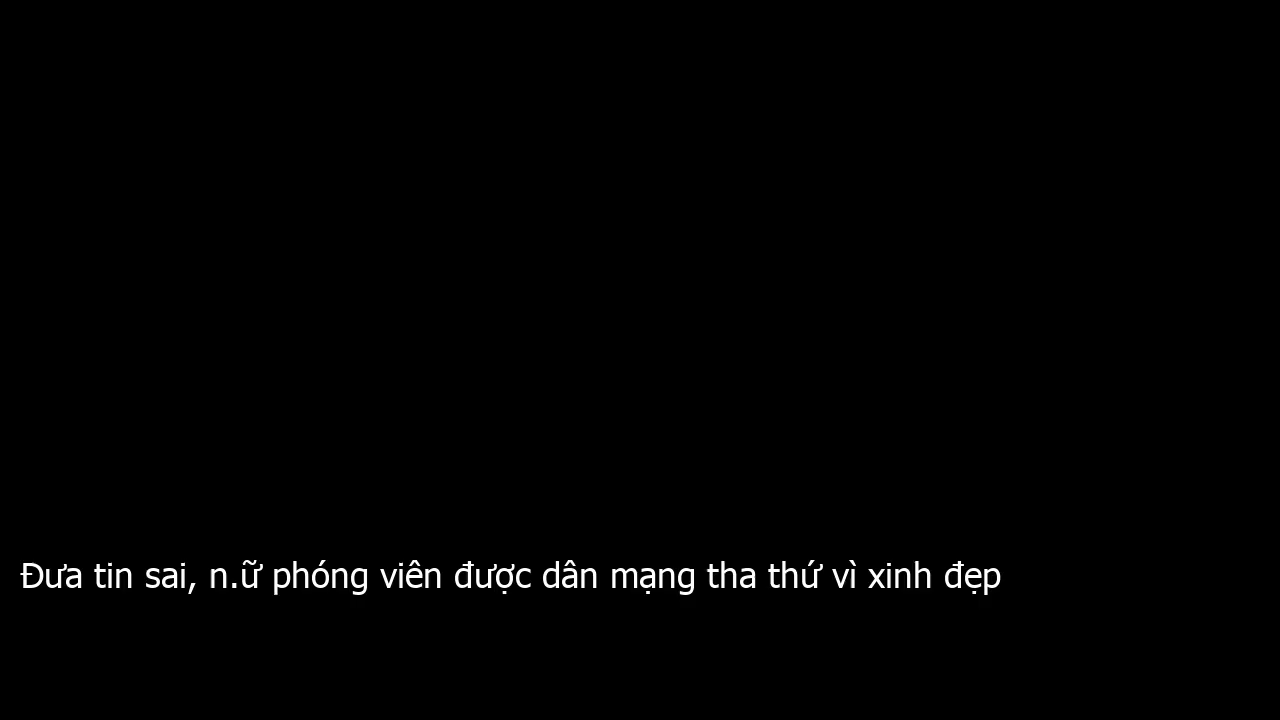 Đưa tin sai, n.ữ phóng viên được dân mạng tha thứ vì xinh đẹp